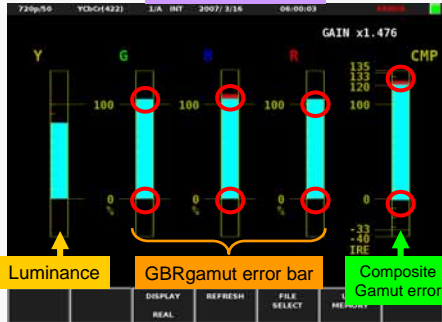 720p/50 YCbCr(422) 1/A INT 2007/ 3/16 06:00:03 ERROR
GAIN x1.476
Y G B R CMP
135
133
120
100 100 100 100
0 0 0 0
% % %
-33
-40
IRE
Luminance GBRgamut error bar Composite Gamut error
DISPLAY REFRESH FILE SELECT MEMORY
REAL